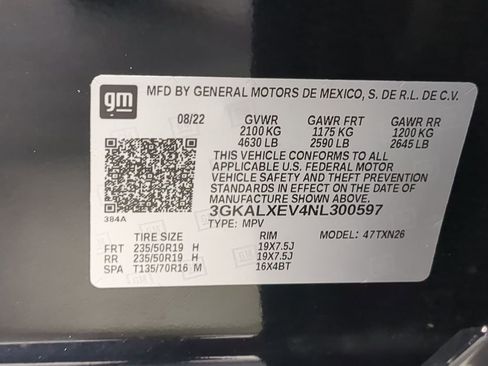 gm
MFD BY GENERAL MOTORS DE MEXICO, S. DE R.L. DE C.V.
08/22 GVWR GAWR FRT GAWR RR
2100 KG 1175 KG 1200 KG
4630 LB 2590 LB 2645 LB
THIS VEHICLE CONFORMS TO ALL
APPLICABLE U.S. FEDERAL MOTOR
VEHICLE SAFETY AND THEFT PREVENTION
STANDARDS IN EFFECT ON THE DATE OF
MANUFACTURE SHOWN ABOVE.
3GKALXEV4NL300597
384A
TYPE: MPV MODEL: 47TXN26
TIRE SIZE RIM
FRT 235/50R19 H 19X7.5J
RR 235/50R19 H 19X7.5J
SPA T135/70R16 M 16X4BT